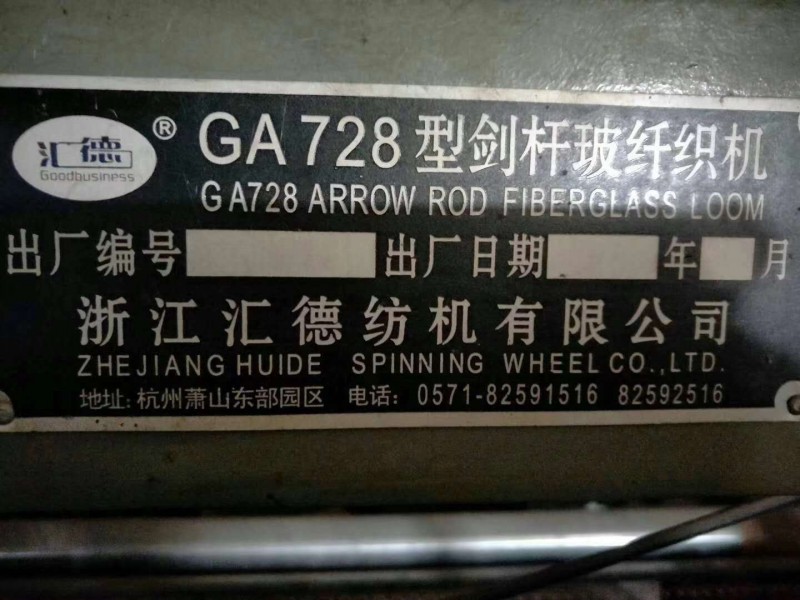 汇德
Goodbusiness
® GA 728 型剑杆玻纤织机
GA728 ARROW ROD FIBERGLASS LOOM
出厂编号 出厂日期 年 月
浙江汇德纺机有限公司
ZHEJIANG HUIDE SPINNING WHEEL CO.,LTD.
地址: 杭州萧山东部园区 电话: 0571-82591516 82592516